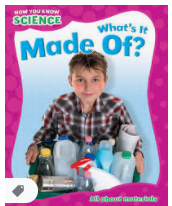 NOW YOU KNOW
SCIENCE
What's It
Made Of?
All about materials